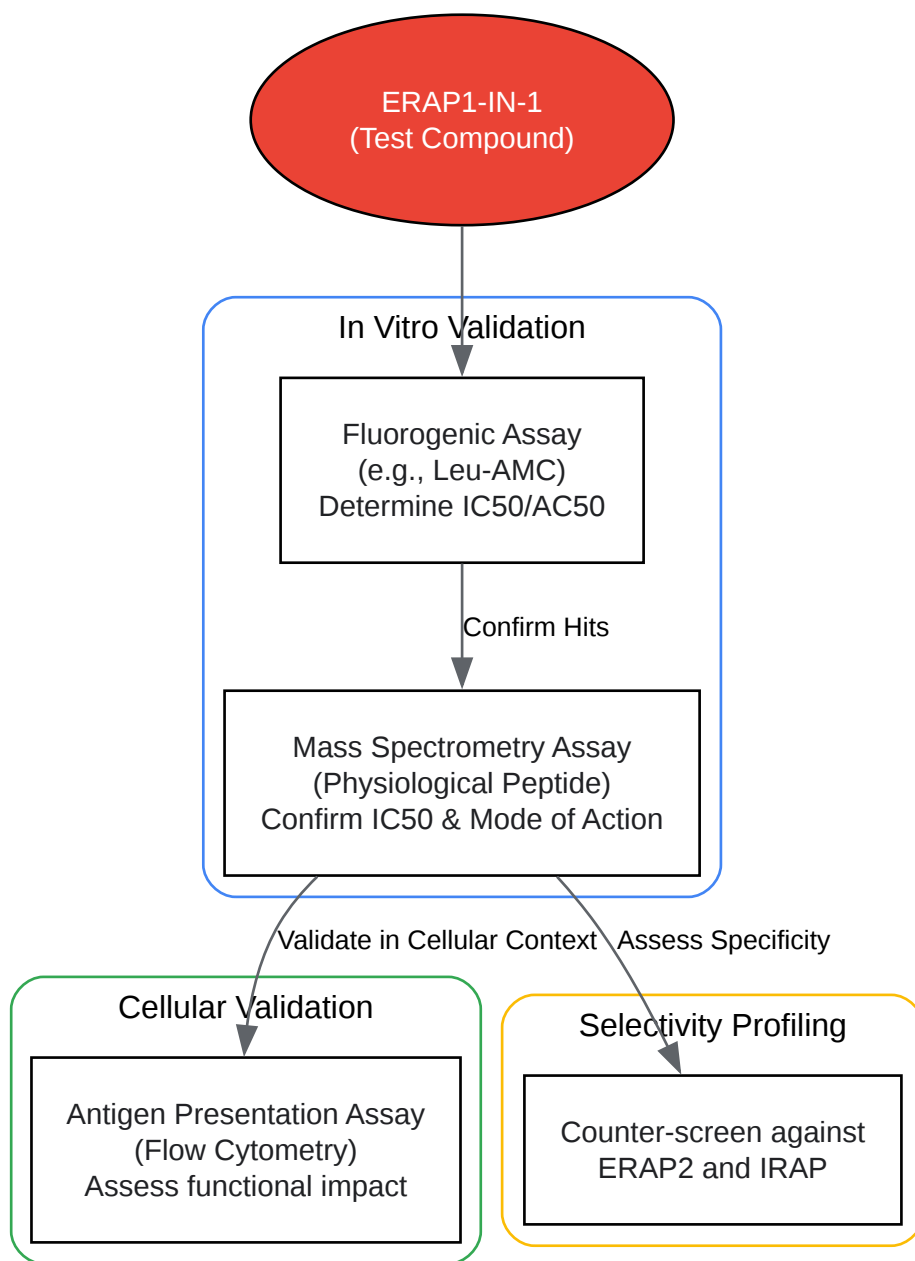 ERAP1-IN-1
(Test Compound)
In Vitro Validation
Fluorogenic Assay
(e.g., Leu-AMC)
Determine IC50/AC50
Confirm Hits
Mass Spectrometry Assay
(Physiological Peptide)
Confirm IC50 & Mode of Action
Validate in Cellular Context
Assess Specificity
Cellular Validation
Antigen Presentation Assay
(Flow Cytometry)
Assess functional impact
Selectivity Profiling
Counter-screen against
ERAP2 and IRAP